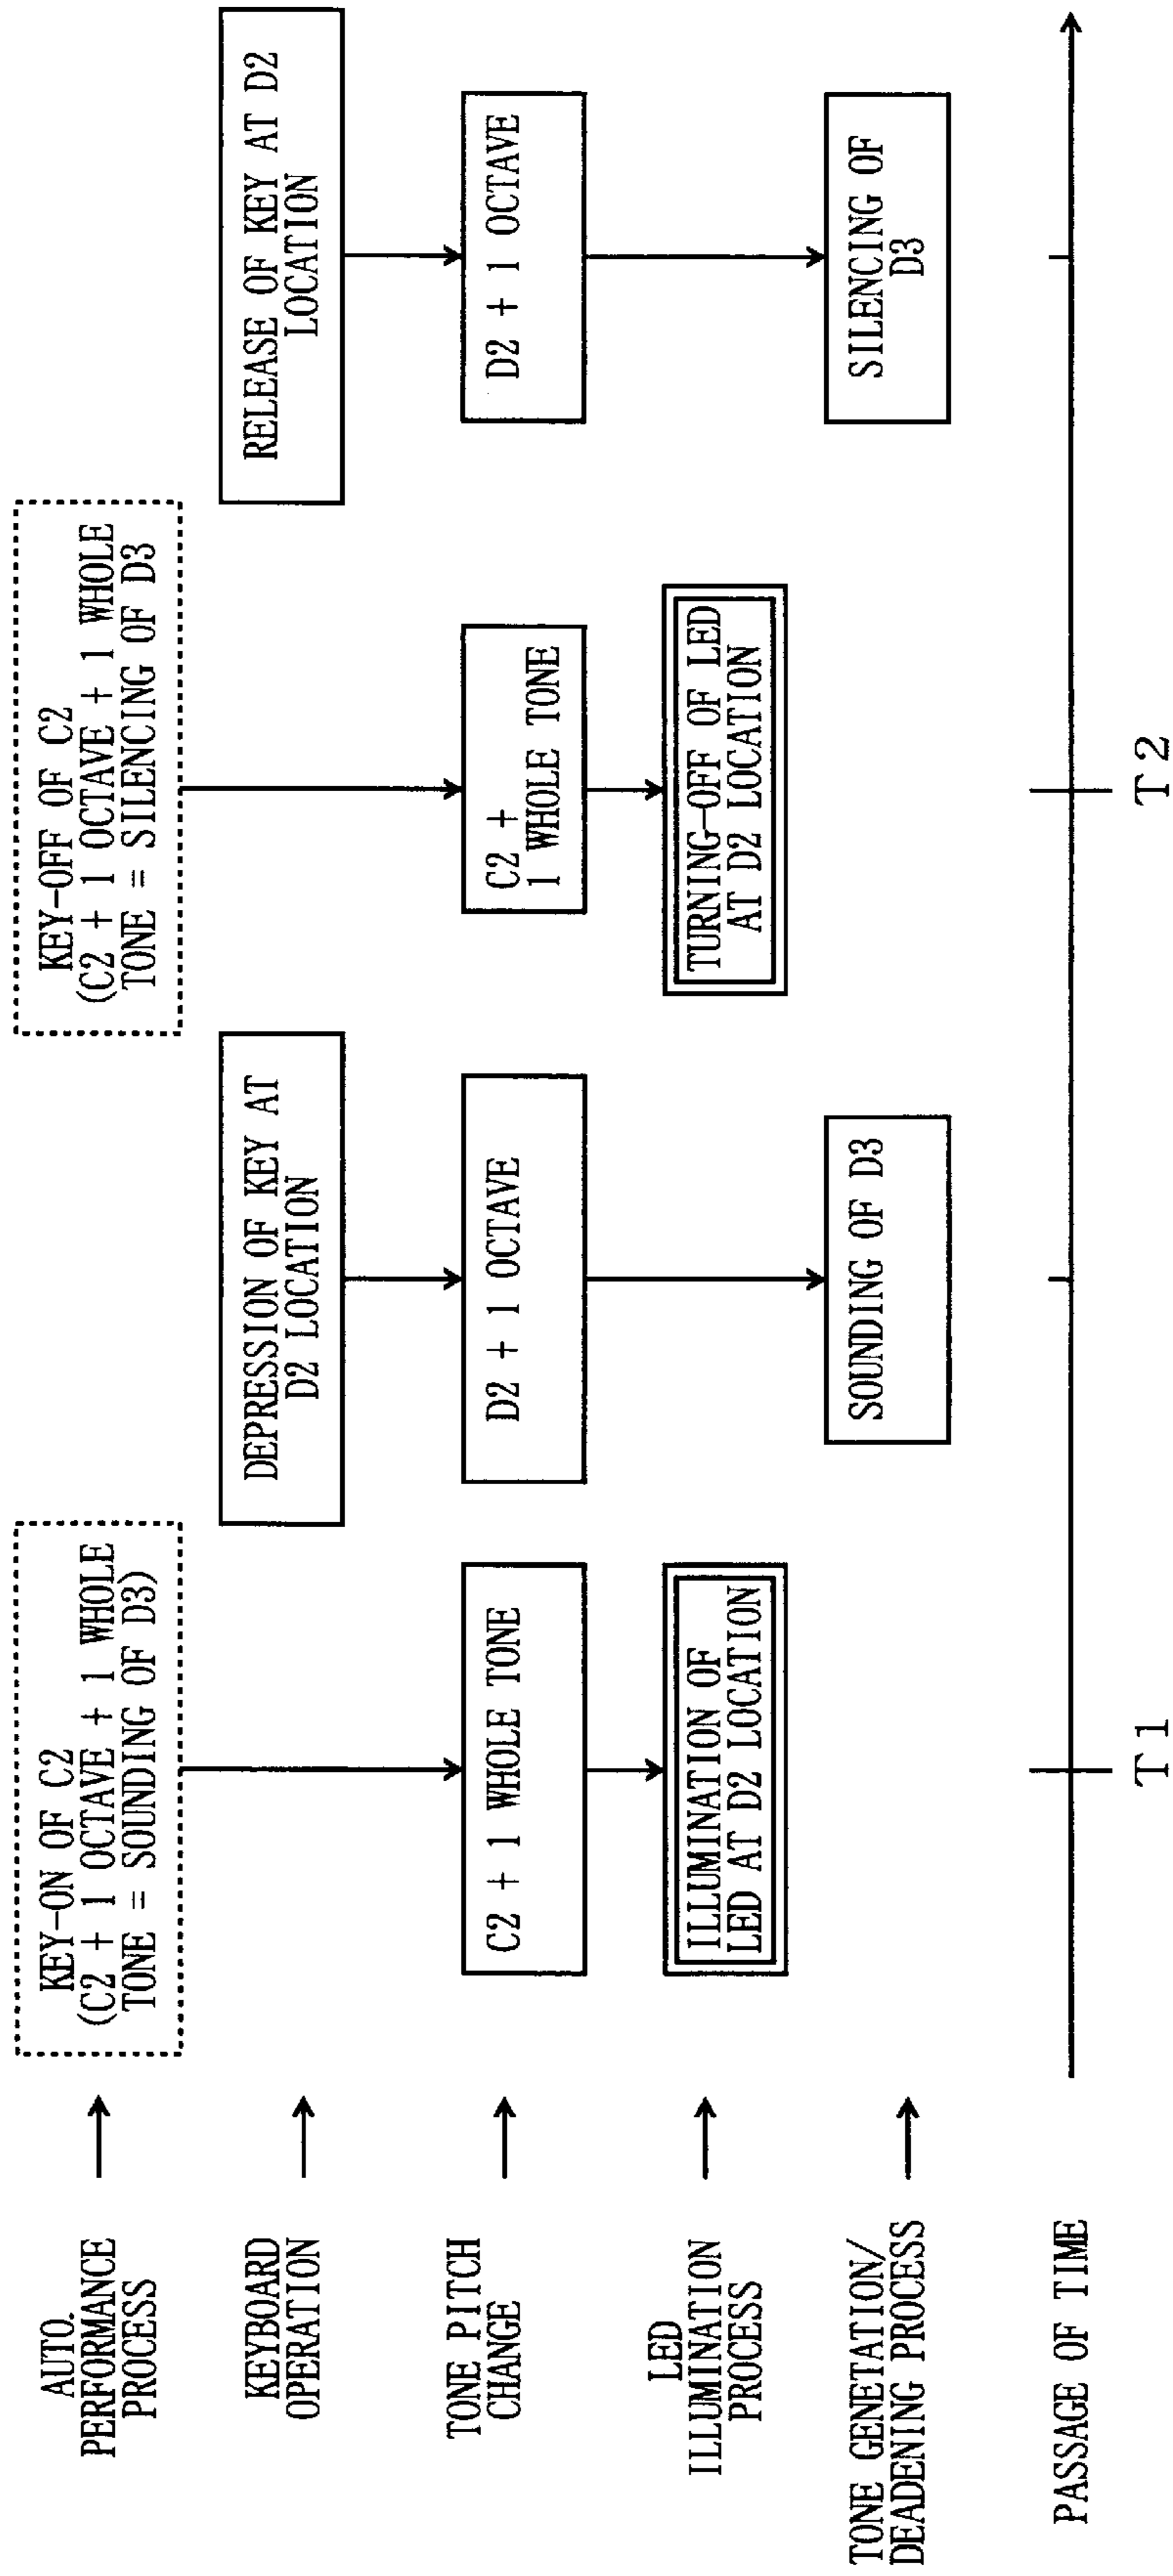 AUTO.
PERFORMANCE
PROCESS
KEY-ON OF C2
(C2 + 1 OCTAVE + 1 WHOLE
TONE = SOUNDING OF D3)
KEY-OFF OF C2
(C2 + 1 OCTAVE + 1 WHOLE
TONE = SILENCING OF D3
KEYBOARD
OPERATION
DEPRESSION OF KEY AT
D2 LOCATION
RELEASE OF KEY AT D2
LOCATION
TONE PITCH
CHANGE
C2 + 1 WHOLE TONE
D2 + 1 OCTAVE
C2 +
1 WHOLE TONE
D2 + 1 OCTAVE
LED
ILLUMINATION
PROCESS
ILLUMINATION OF
LED AT D2 LOCATION
TURNING-OFF OF LED
AT D2 LOCATION
TONE GENETATION/
DEADENING PROCESS
SOUNDING OF D3
SILENCING OF
D3
PASSAGE OF TIME
T1
T2